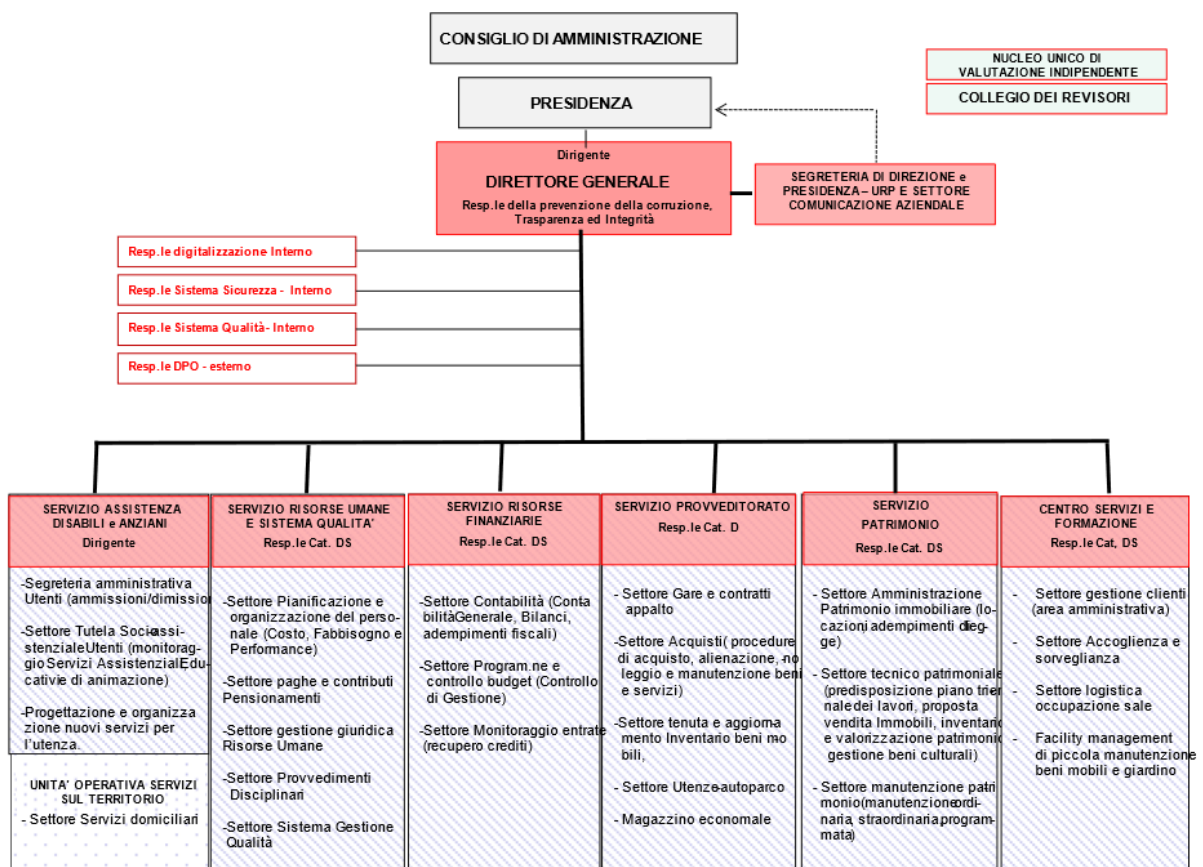 CONSIGLIO DI AMMINISTRAZIONE
NUCLEO UNICO DI
VALUTAZIONE INDIPENDENTE
COLLEGIO DEI REVISORI
PRESIDENZA
Dirigente
DIRETTORE GENERALE
Resp.le della prevenzione della corruzione,
Trasparenza ed Integrità
SEGRETERIA DI DIREZIONE e
PRESIDENZA – URP E SETTORE
COMUNICAZIONE AZIENDALE
Resp.le digitalizzazione Interno
Resp.le Sistema Sicurezza - Interno
Resp.le Sistema Qualità- Interno
Resp.le DPO - esterno
SERVIZIO ASSISTENZA
DISABILI e ANZIANI
Dirigente
-Segreteria amministrativa
Utenti (ammissioni/dimission
-Settore Tutela Socio-assi-
stenziale Utenti (monitorag-
gio Servizi Assistenziali Edu-
cativi e di animazione)
-Progettazione e organizza-
zione nuovi servizi per
l'utenza.
UNITA' OPERATIVA SERVIZI
SUL TERRITORIO
- Settore Servizi domiciliari
SERVIZIO RISORSE UMANE
E SISTEMA QUALITA'
Resp.le Cat. DS
-Settore Pianificazione e
organizzazione del perso-
nale (Costo, Fabbisogno e
Performance)
-Settore paghe e contributi
Pensionamenti
-Settore gestione giuridica
Risorse Umane
-Settore Provvedimenti
Disciplinari
-Settore Sistema Gestione
Qualità
SERVIZIO RISORSE
FINANZIARIE
Resp.le Cat. DS
-Settore Contabilità (Conta-
bilità Generale, Bilanci,
adempimenti fiscali)
-Settore Program.ne e
controllo budget (Controllo
di Gestione)
-Settore Monitoraggio entrate
(recupero crediti)
SERVIZIO PROVVEDITORATO
Resp.le Cat. D
- Settore Gare e contratti
appalto
-Settore Acquisti( procedure
di acquisto, alienazione, no-
leggio e manutenzione beni
e servizi)
-Settore tenuta e aggiorna-
mento Inventario beni mo-
bili,
- Settore Utenze-autoparco
- Magazzino economale
SERVIZIO
PATRIMONIO
Resp.le Cat. DS
- Settore Amministrazione
Patrimonio immobiliare (lo-
cazioni, adempimenti di leg-
ge)
- Settore tecnico patrimoniale
(predisposizione piano trien
nale dei lavori, proposta
vendita Immobili, inventario
e valorizzazione patrimonio
gestione beni culturali)
-Settore manutenzione patri-
monio(manutenzione ordi-
naria, straordinaria, program-
mata)
CENTRO SERVIZI E
FORMAZIONE
Resp.le Cat, DS
- Settore gestione clienti
(area amministrativa)
- Settore Accoglienza e
sorveglianza
- Settore logistica
occupazione sale
- Facility management
di piccola manutenzione
beni mobili e giardino